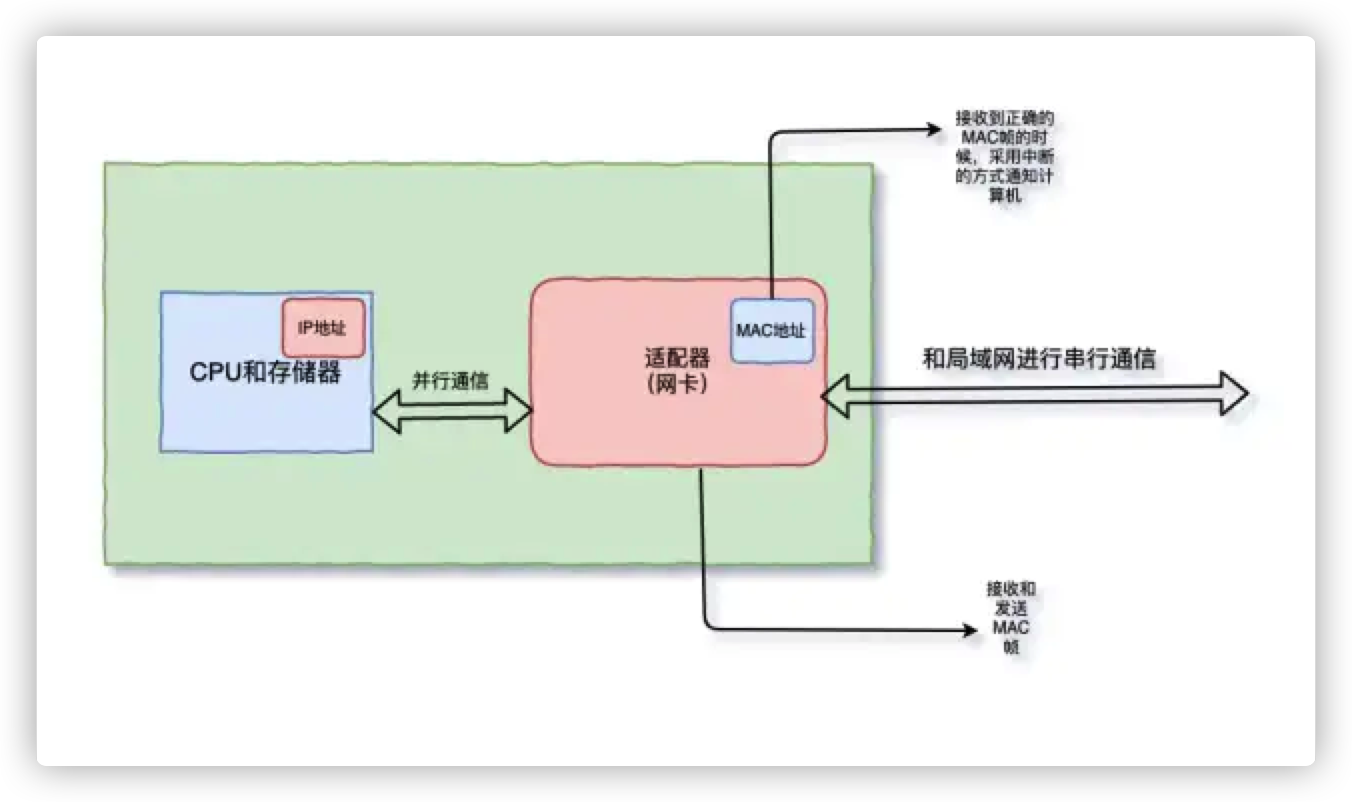 接收到正确的
MAC帧的时
候，采用中断
的方式通知计
算机
IP地址
CPU和存储器
并行通信
MAC地址
适配器
（网卡）
和局域网进行串行通信
接收和
发送
MAC
帧